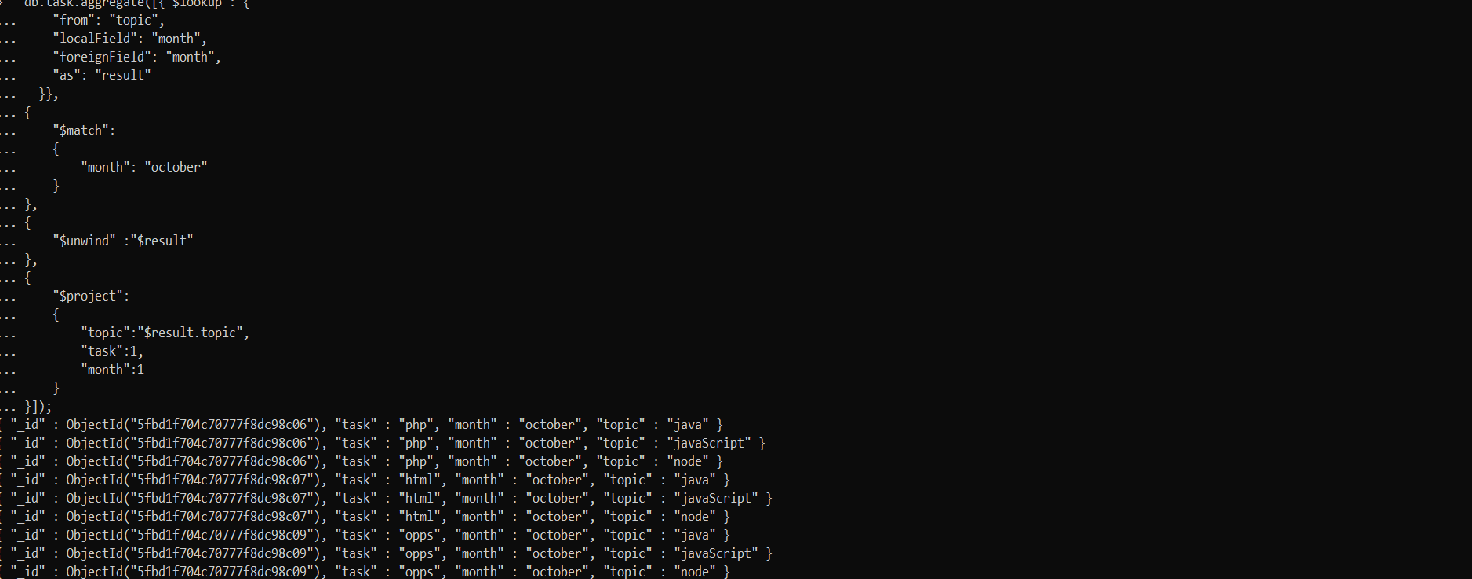 > db.task.aggregate([{"$lookup": {
... "from": "topic",
... "localField": "month",
... "foreignField": "month",
... "as": "result"
... }},
... {
... "$match":
... {
... "month": "october"
... }
... },
... {
... "$unwind" :"$result"
... },
... {
... "$project":
... {
... "topic":"$result.topic",
... "task":1,
... "month":1
... }
... }]);
{ "_id" : ObjectId("5fbd1f704c70777f8dc98c06"), "task" : "php", "month" : "october", "topic" : "java" }
{ "_id" : ObjectId("5fbd1f704c70777f8dc98c06"), "task" : "php", "month" : "october", "topic" : "javaScript" }
{ "_id" : ObjectId("5fbd1f704c70777f8dc98c06"), "task" : "php", "month" : "october", "topic" : "node" }
{ "_id" : ObjectId("5fbd1f704c70777f8dc98c07"), "task" : "html", "month" : "october", "topic" : "java" }
{ "_id" : ObjectId("5fbd1f704c70777f8dc98c07"), "task" : "html", "month" : "october", "topic" : "javaScript" }
{ "_id" : ObjectId("5fbd1f704c70777f8dc98c07"), "task" : "html", "month" : "october", "topic" : "node" }
{ "_id" : ObjectId("5fbd1f704c70777f8dc98c09"), "task" : "opps", "month" : "october", "topic" : "java" }
{ "_id" : ObjectId("5fbd1f704c70777f8dc98c09"), "task" : "opps", "month" : "october", "topic" : "javaScript" }
{ "_id" : ObjectId("5fbd1f704c70777f8dc98c09"), "task" : "opps", "month" : "october", "topic" : "node" }